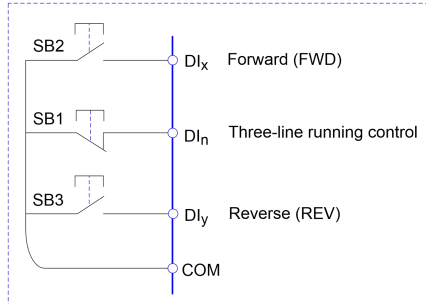 SB2 DIx Forward (FWD)
SB1 DIn Three-line running control
SB3 DIy Reverse (REV)
COM